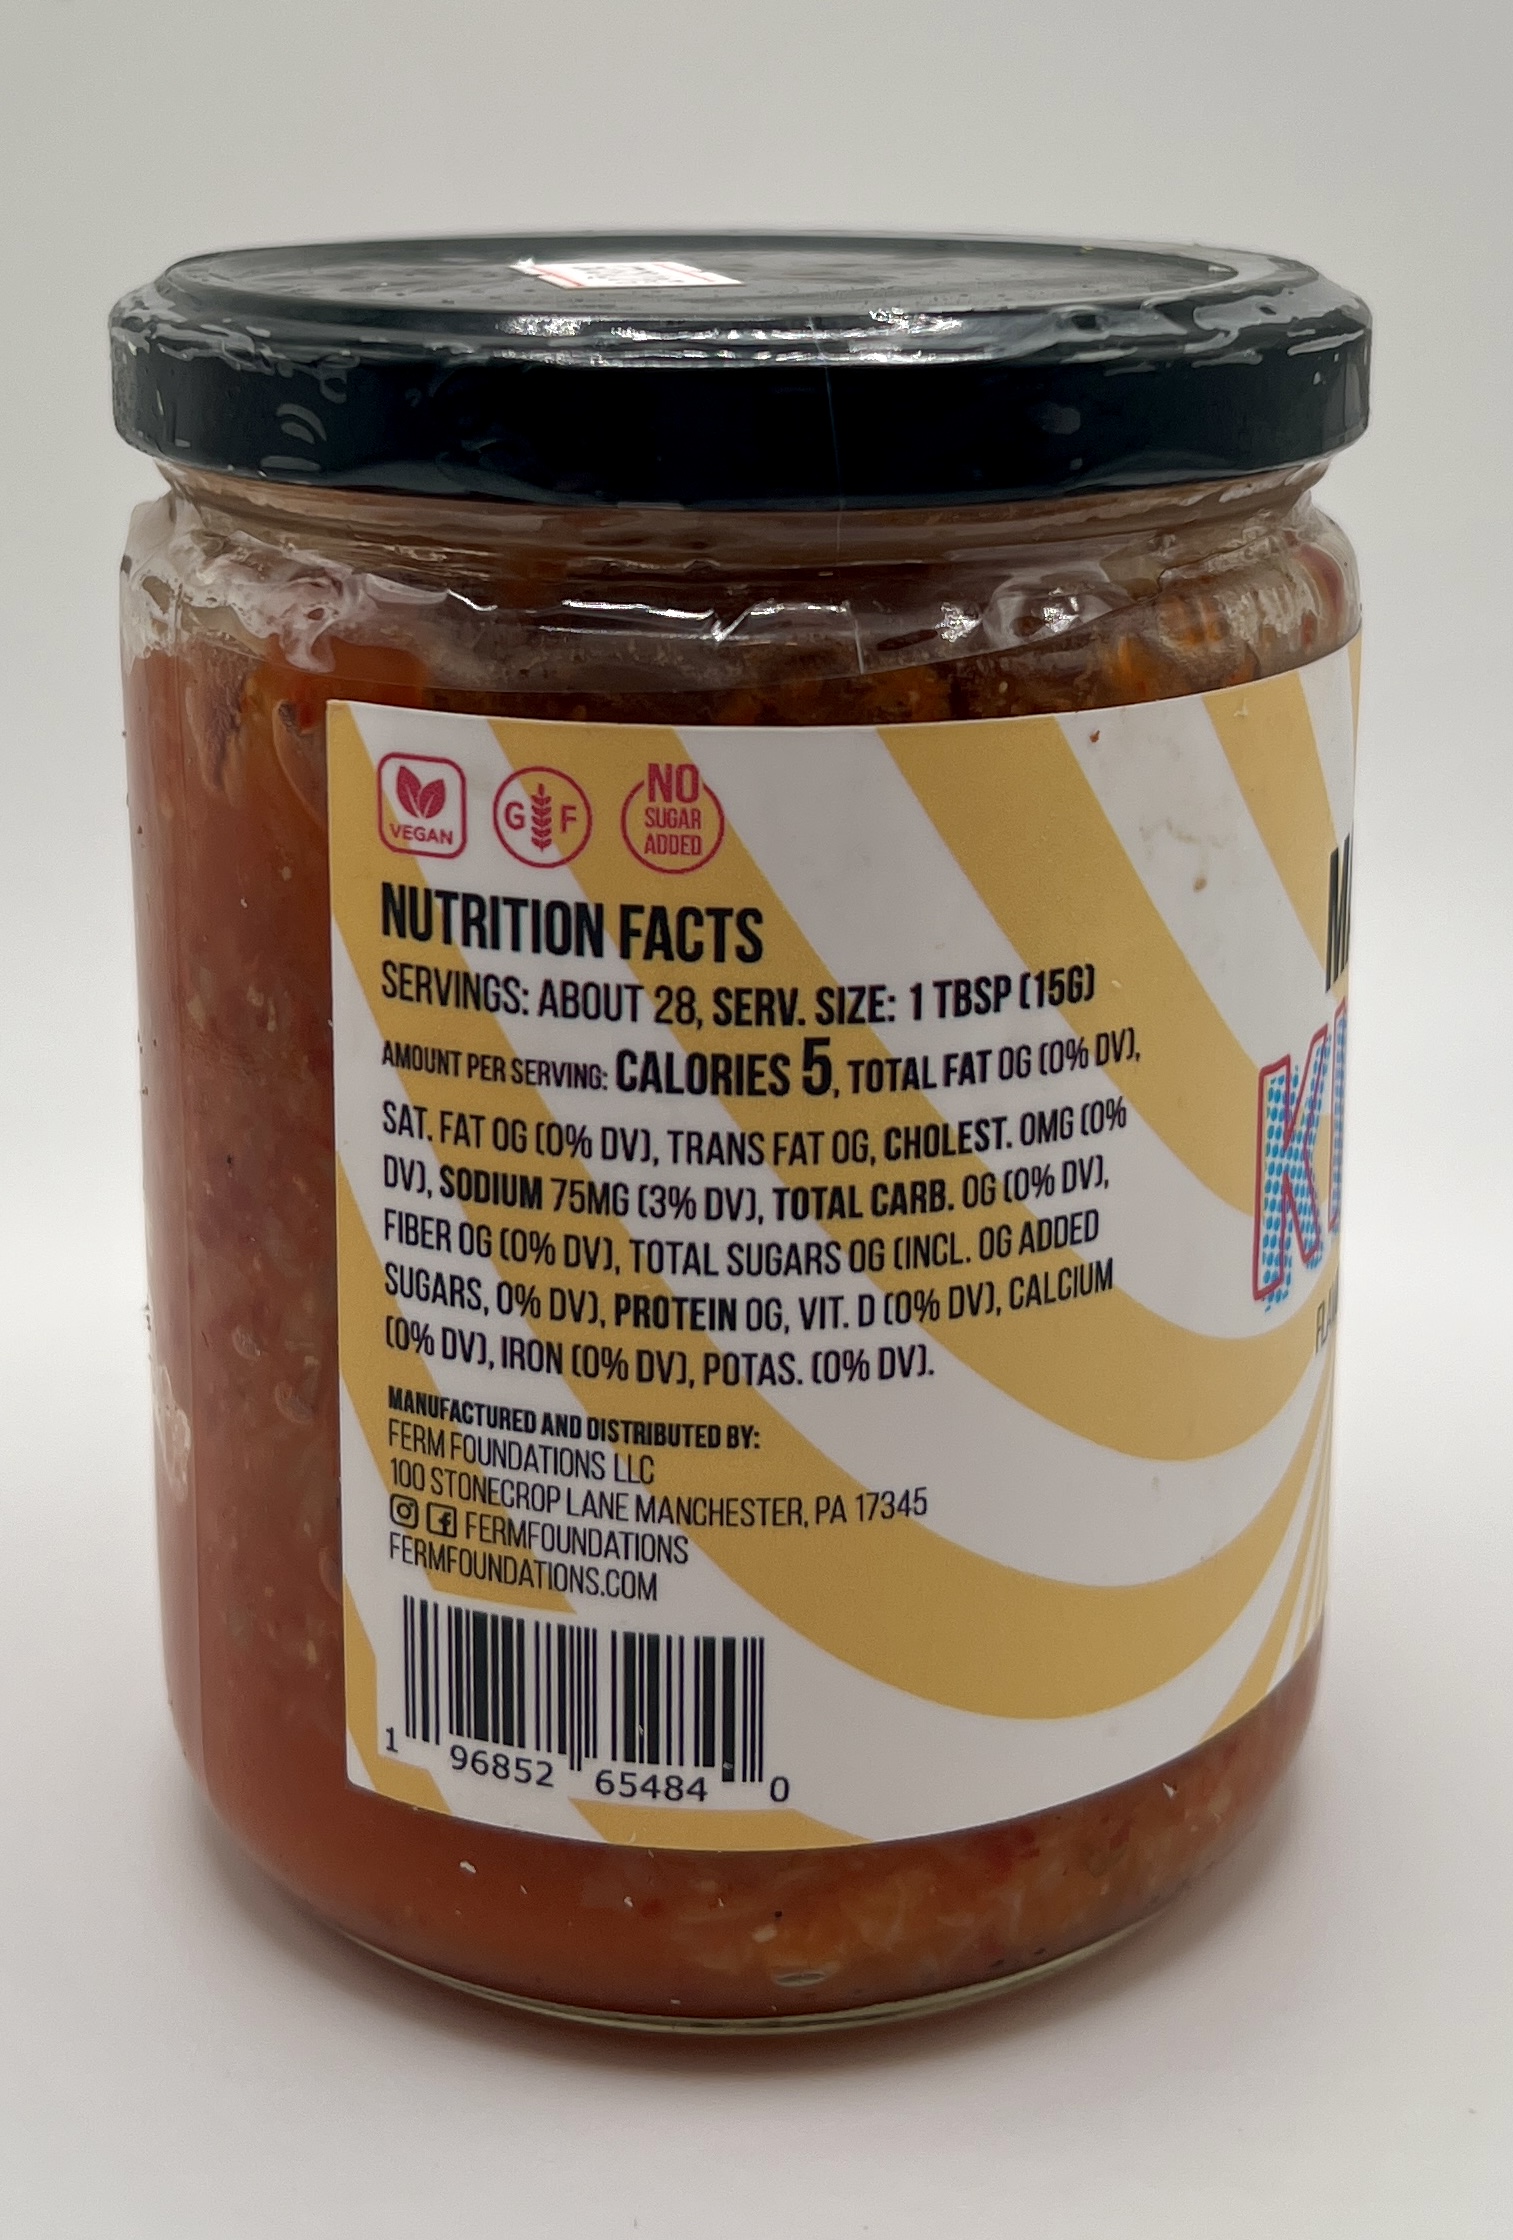 VEGAN
G F
NO
SUGAR
ADDED
NUTRITION FACTS
SERVINGS: ABOUT 28, SERV. SIZE: 1 TBSP (15G)
AMOUNT PER SERVING: CALORIES 5, TOTAL FAT 0G (0% DV),
SAT. FAT 0G (0% DV), TRANS FAT 0G, CHOLEST. 0MG (0%
DV), SODIUM 75MG (3% DV), TOTAL CARB. 0G (0% DV),
FIBER 0G (0% DV), TOTAL SUGARS 0G (INCL. 0G ADDED
SUGARS, 0% DV), PROTEIN 0G, VIT. D (0% DV), CALCIUM
(0% DV), IRON (0% DV), POTAS. (0% DV).
MANUFACTURED AND DISTRIBUTED BY:
FERM FOUNDATIONS LLC
100 STONECROP LANE MANCHESTER, PA 17345
FERMFOUNDATIONS
FERMFOUNDATIONS.COM
1 96852 65484 0